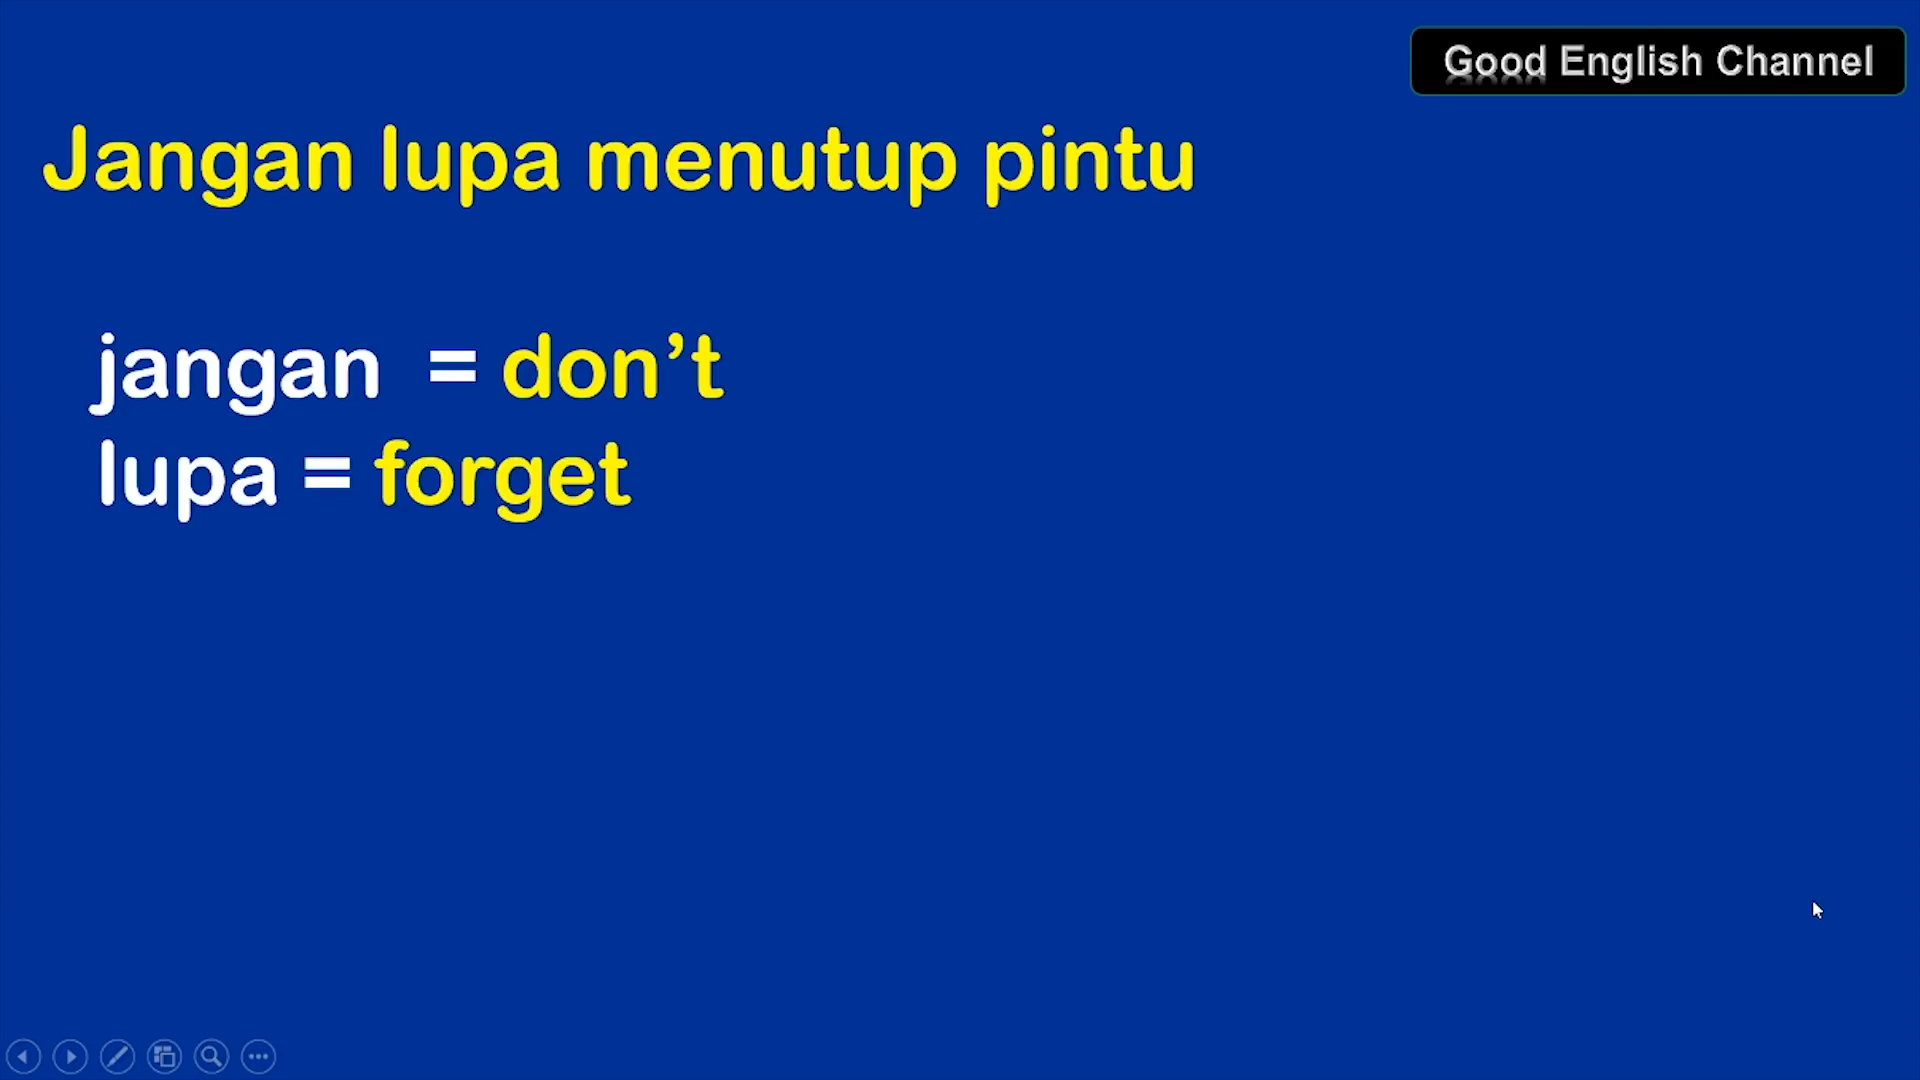 Good English Channel
Jangan lupa menutup pintu
jangan = don’t
lupa = forget